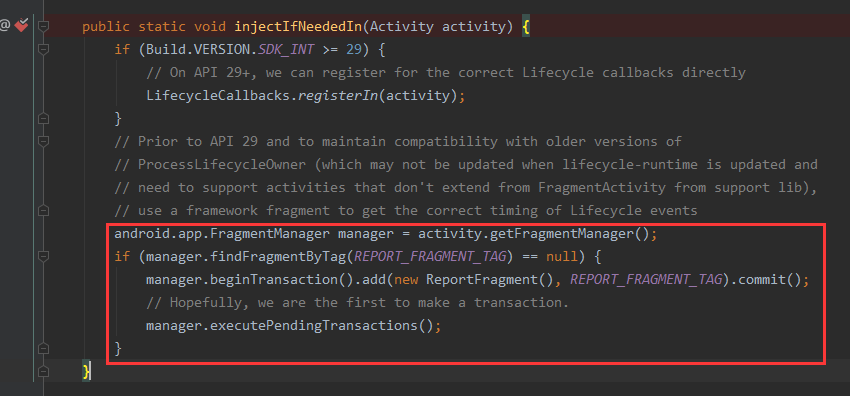 public static void injectIfNeededIn(Activity activity) {
if (Build.VERSION.SDK_INT >= 29) {
// On API 29+, we can register for the correct Lifecycle callbacks directly
LifecycleCallbacks.registerIn(activity);
}
// Prior to API 29 and to maintain compatibility with older versions of
// ProcessLifecycleOwner (which may not be updated when lifecycle-runtime is updated and
// need to support activities that don't extend from FragmentActivity from support lib),
// use a framework fragment to get the correct timing of Lifecycle events
android.app.FragmentManager manager = activity.getFragmentManager();
if (manager.findFragmentByTag(REPORT_FRAGMENT_TAG) == null) {
manager.beginTransaction().add(new ReportFragment(), REPORT_FRAGMENT_TAG).commit();
// Hopefully, we are the first to make a transaction.
manager.executePendingTransactions();
}
}